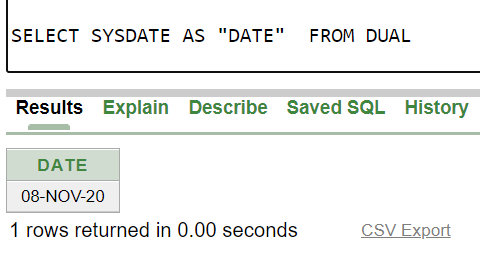 SELECT SYSDATE AS "DATE"  FROM DUAL
Results Explain Describe Saved SQL History
DATE
08-NOV-20
1 rows returned in 0.00 seconds CSV Export